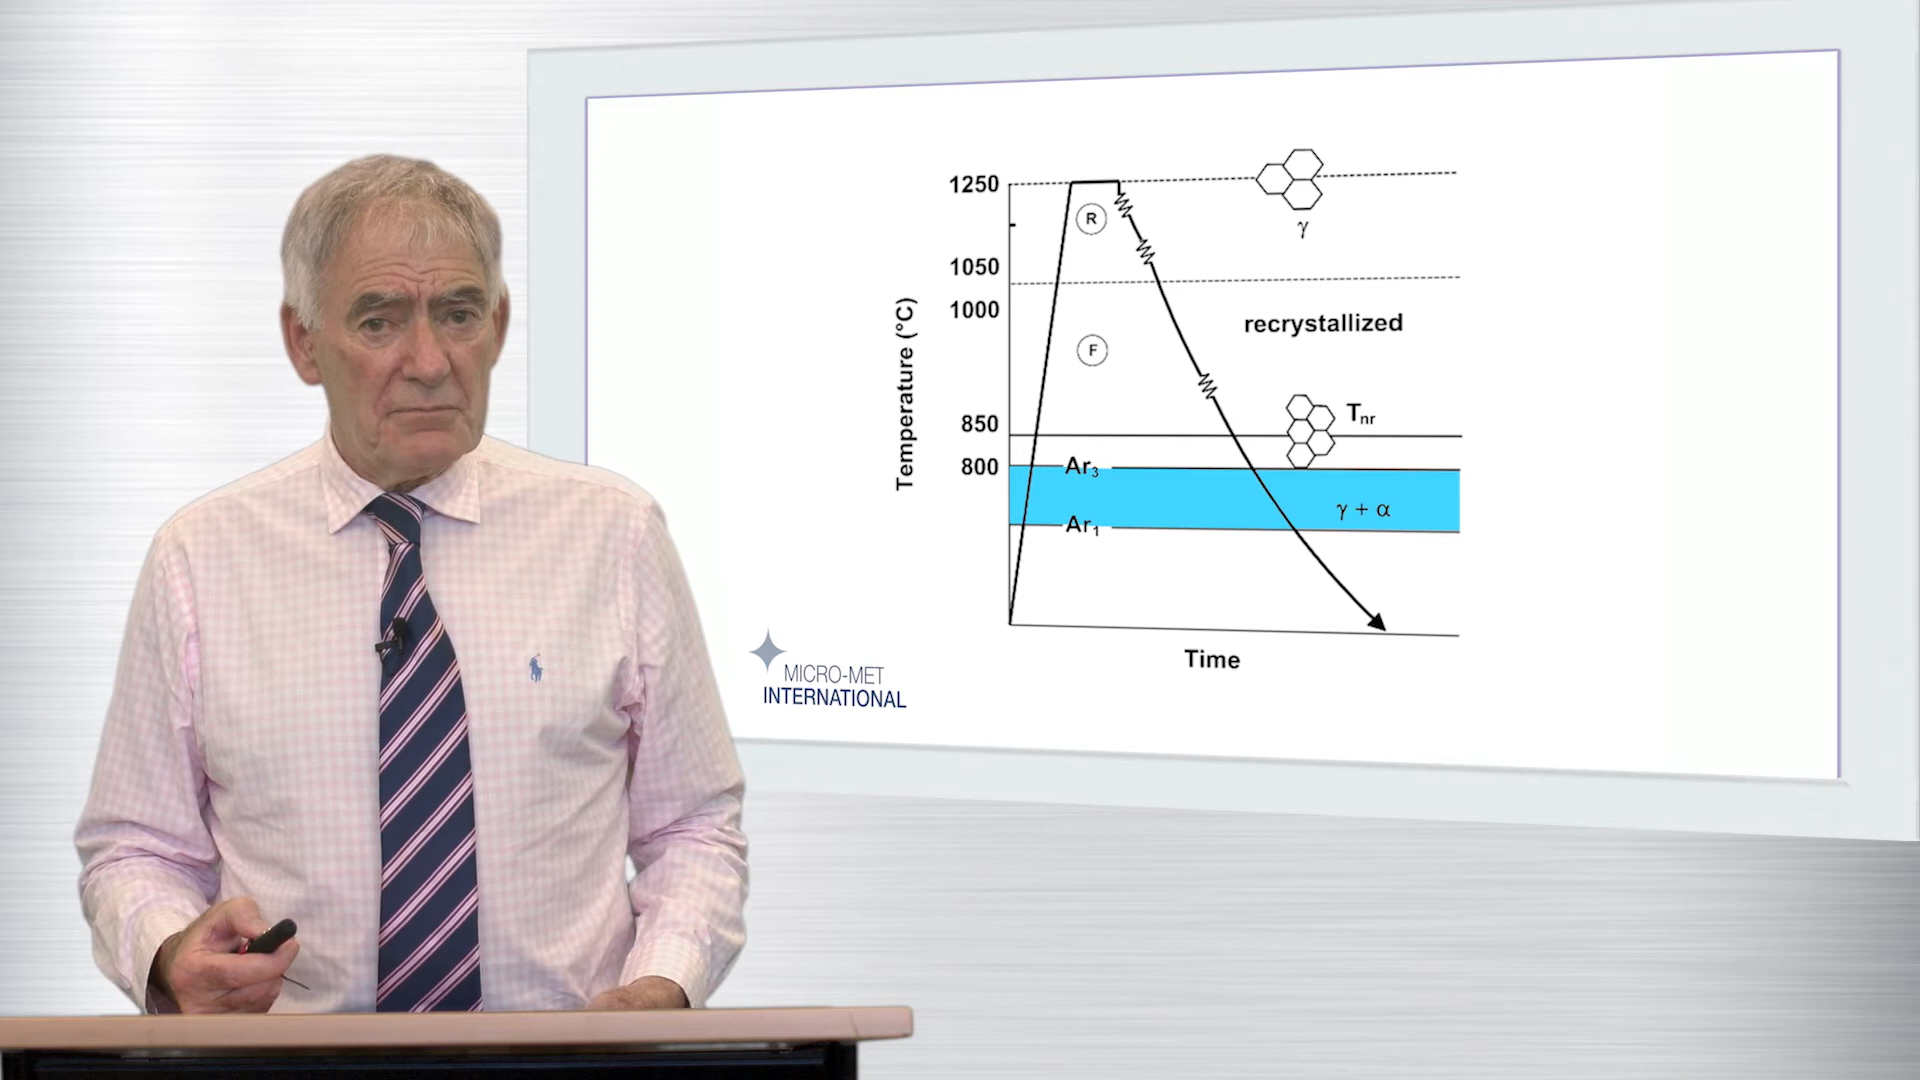 1250
R
γ
1050
1000
recrystallized
F
850
Tnr
800
Ar3
γ + α
Ar1
Temperature (°C)
Time
MICRO-MET
INTERNATIONAL